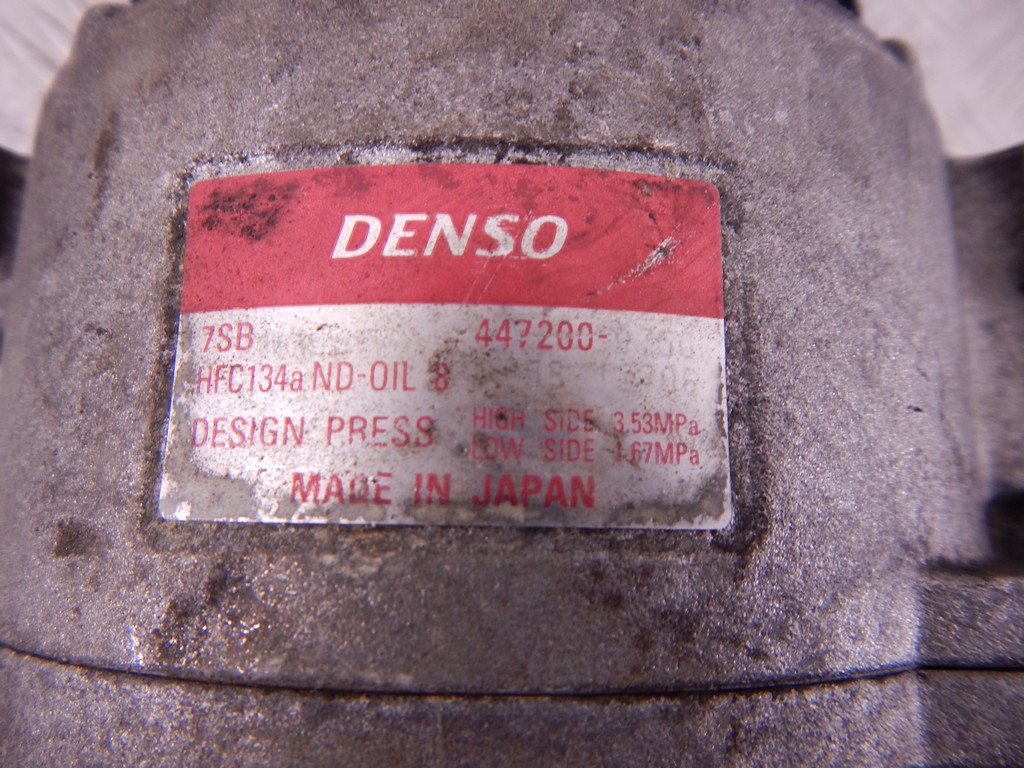 DENSO
7SB 447200-
HFC134a ND-OIL 8
DESIGN PRESS HIGH SIDE 3.53MPa
LOW SIDE 1.67MPa
MADE IN JAPAN